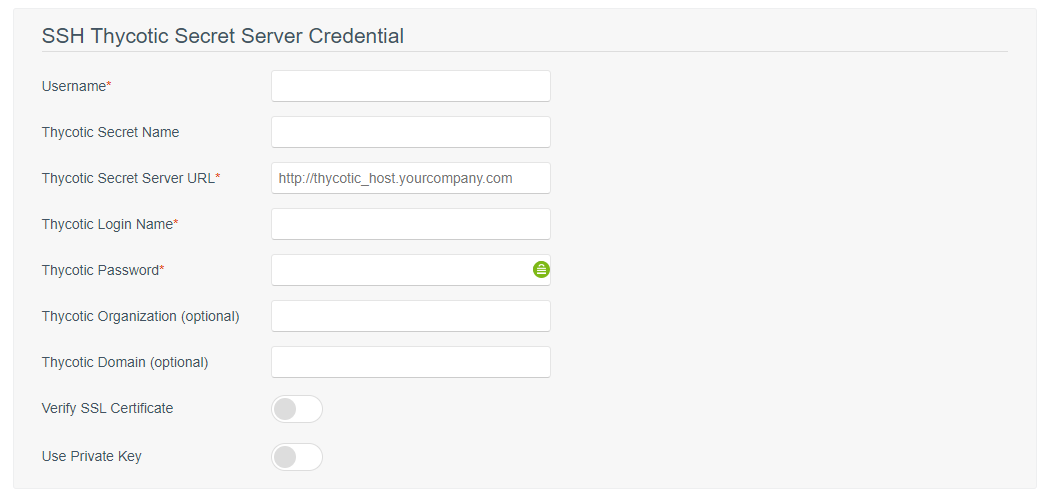 SSH Thycotic Secret Server Credential
Username*
Thycotic Secret Name
Thycotic Secret Server URL* http://thycotic_host.yourcompany.com
Thycotic Login Name*
Thycotic Password*
Thycotic Organization (optional)
Thycotic Domain (optional)
Verify SSL Certificate
Use Private Key